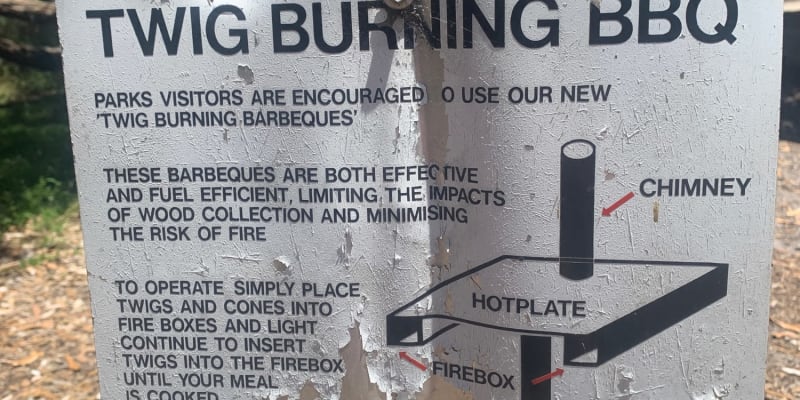 TWIG BURNING BBQ
PARKS VISITORS ARE ENCOURAGED O USE OUR NEW
'TWIG BURNING BARBEQUES'
THESE BARBEQUES ARE BOTH EFFECTIVE
AND FUEL EFFICIENT, LIMITING THE IMPACTS
OF WOOD COLLECTION AND MINIMISING
THE RISK OF FIRE
CHIMNEY
HOTPLATE
TO OPERATE SIMPLY PLACE
TWIGS AND CONES INTO
FIRE BOXES AND LIGHT
CONTINUE TO INSERT
TWIGS INTO THE FIREBOX
UNTIL YOUR MEAL
IS COOKED
FIREBOX